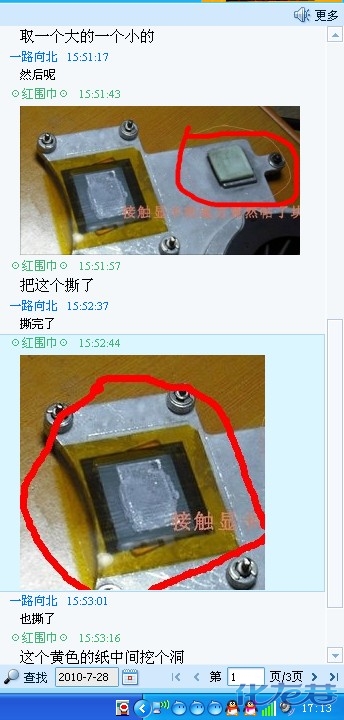 更多
取一个大的一个小的
一路向北 15:51:17
然后呢
○红围巾○ 15:51:43
○红围巾○ 15:51:57
把这个撕了
一路向北 15:52:37
撕完了
○红围巾○ 15:52:44
接触显
一路向北 15:53:01
也撕了
○红围巾○ 15:53:16
这个黄色的纸中间挖个洞
查找 2010-7-28 第 1 页/3页
17:13
化龙巷